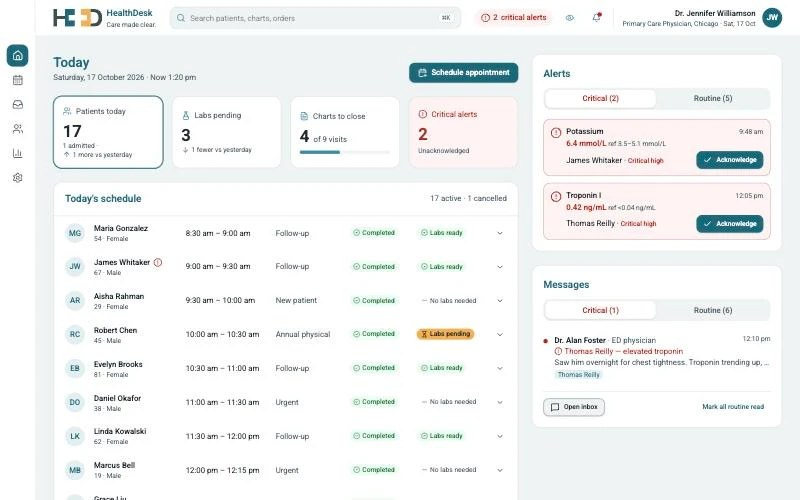 HEED
HealthDesk
Care made clear.
Search patients, charts, orders
⌘K
2 critical alerts
Dr. Jennifer Williamson
Primary Care Physician, Chicago · Sat, 17 Oct
JW
Today
Saturday, 17 October 2026 · Now 1:20 pm
Schedule appointment
Patients today
17
1 admitted ·
↑ 1 more vs yesterday
Labs pending
3
↓ 1 fewer vs yesterday
Charts to close
4 of 9 visits
Critical alerts
2
Unacknowledged
Today's schedule
17 active · 1 cancelled
MG Maria Gonzalez 8:30 am – 9:00 am Follow-up Completed Labs ready
54 · Female
JW James Whitaker 9:00 am – 9:30 am Follow-up Completed Labs ready
67 · Male
AR Aisha Rahman 9:30 am – 10:00 am New patient Completed — No labs needed
29 · Female
RC Robert Chen 10:00 am – 10:30 am Annual physical Completed Labs pending
45 · Male
EB Evelyn Brooks 10:30 am – 11:00 am Follow-up Completed Labs ready
81 · Female
DO Daniel Okafor 11:00 am – 11:30 am Urgent Completed — No labs needed
38 · Male
LK Linda Kowalski 11:30 am – 12:00 pm Follow-up Completed Labs ready
62 · Female
MB Marcus Bell 12:00 pm – 12:15 pm Urgent Completed — No labs needed
19 · Male
Alerts
Critical (2) Routine (5)
Potassium 9:48 am
6.4 mmol/L ref 3.5–5.1 mmol/L
James Whitaker · Critical high Acknowledge
Troponin I 12:05 pm
0.42 ng/mL ref <0.04 ng/mL
Thomas Reilly · Critical high Acknowledge
Messages
Critical (1) Routine (6)
Dr. Alan Foster · ED physician 12:10 pm
Thomas Reilly — elevated troponin
Saw him overnight for chest tightness. Troponin trending up, ...
Thomas Reilly
Open inbox Mark all routine read